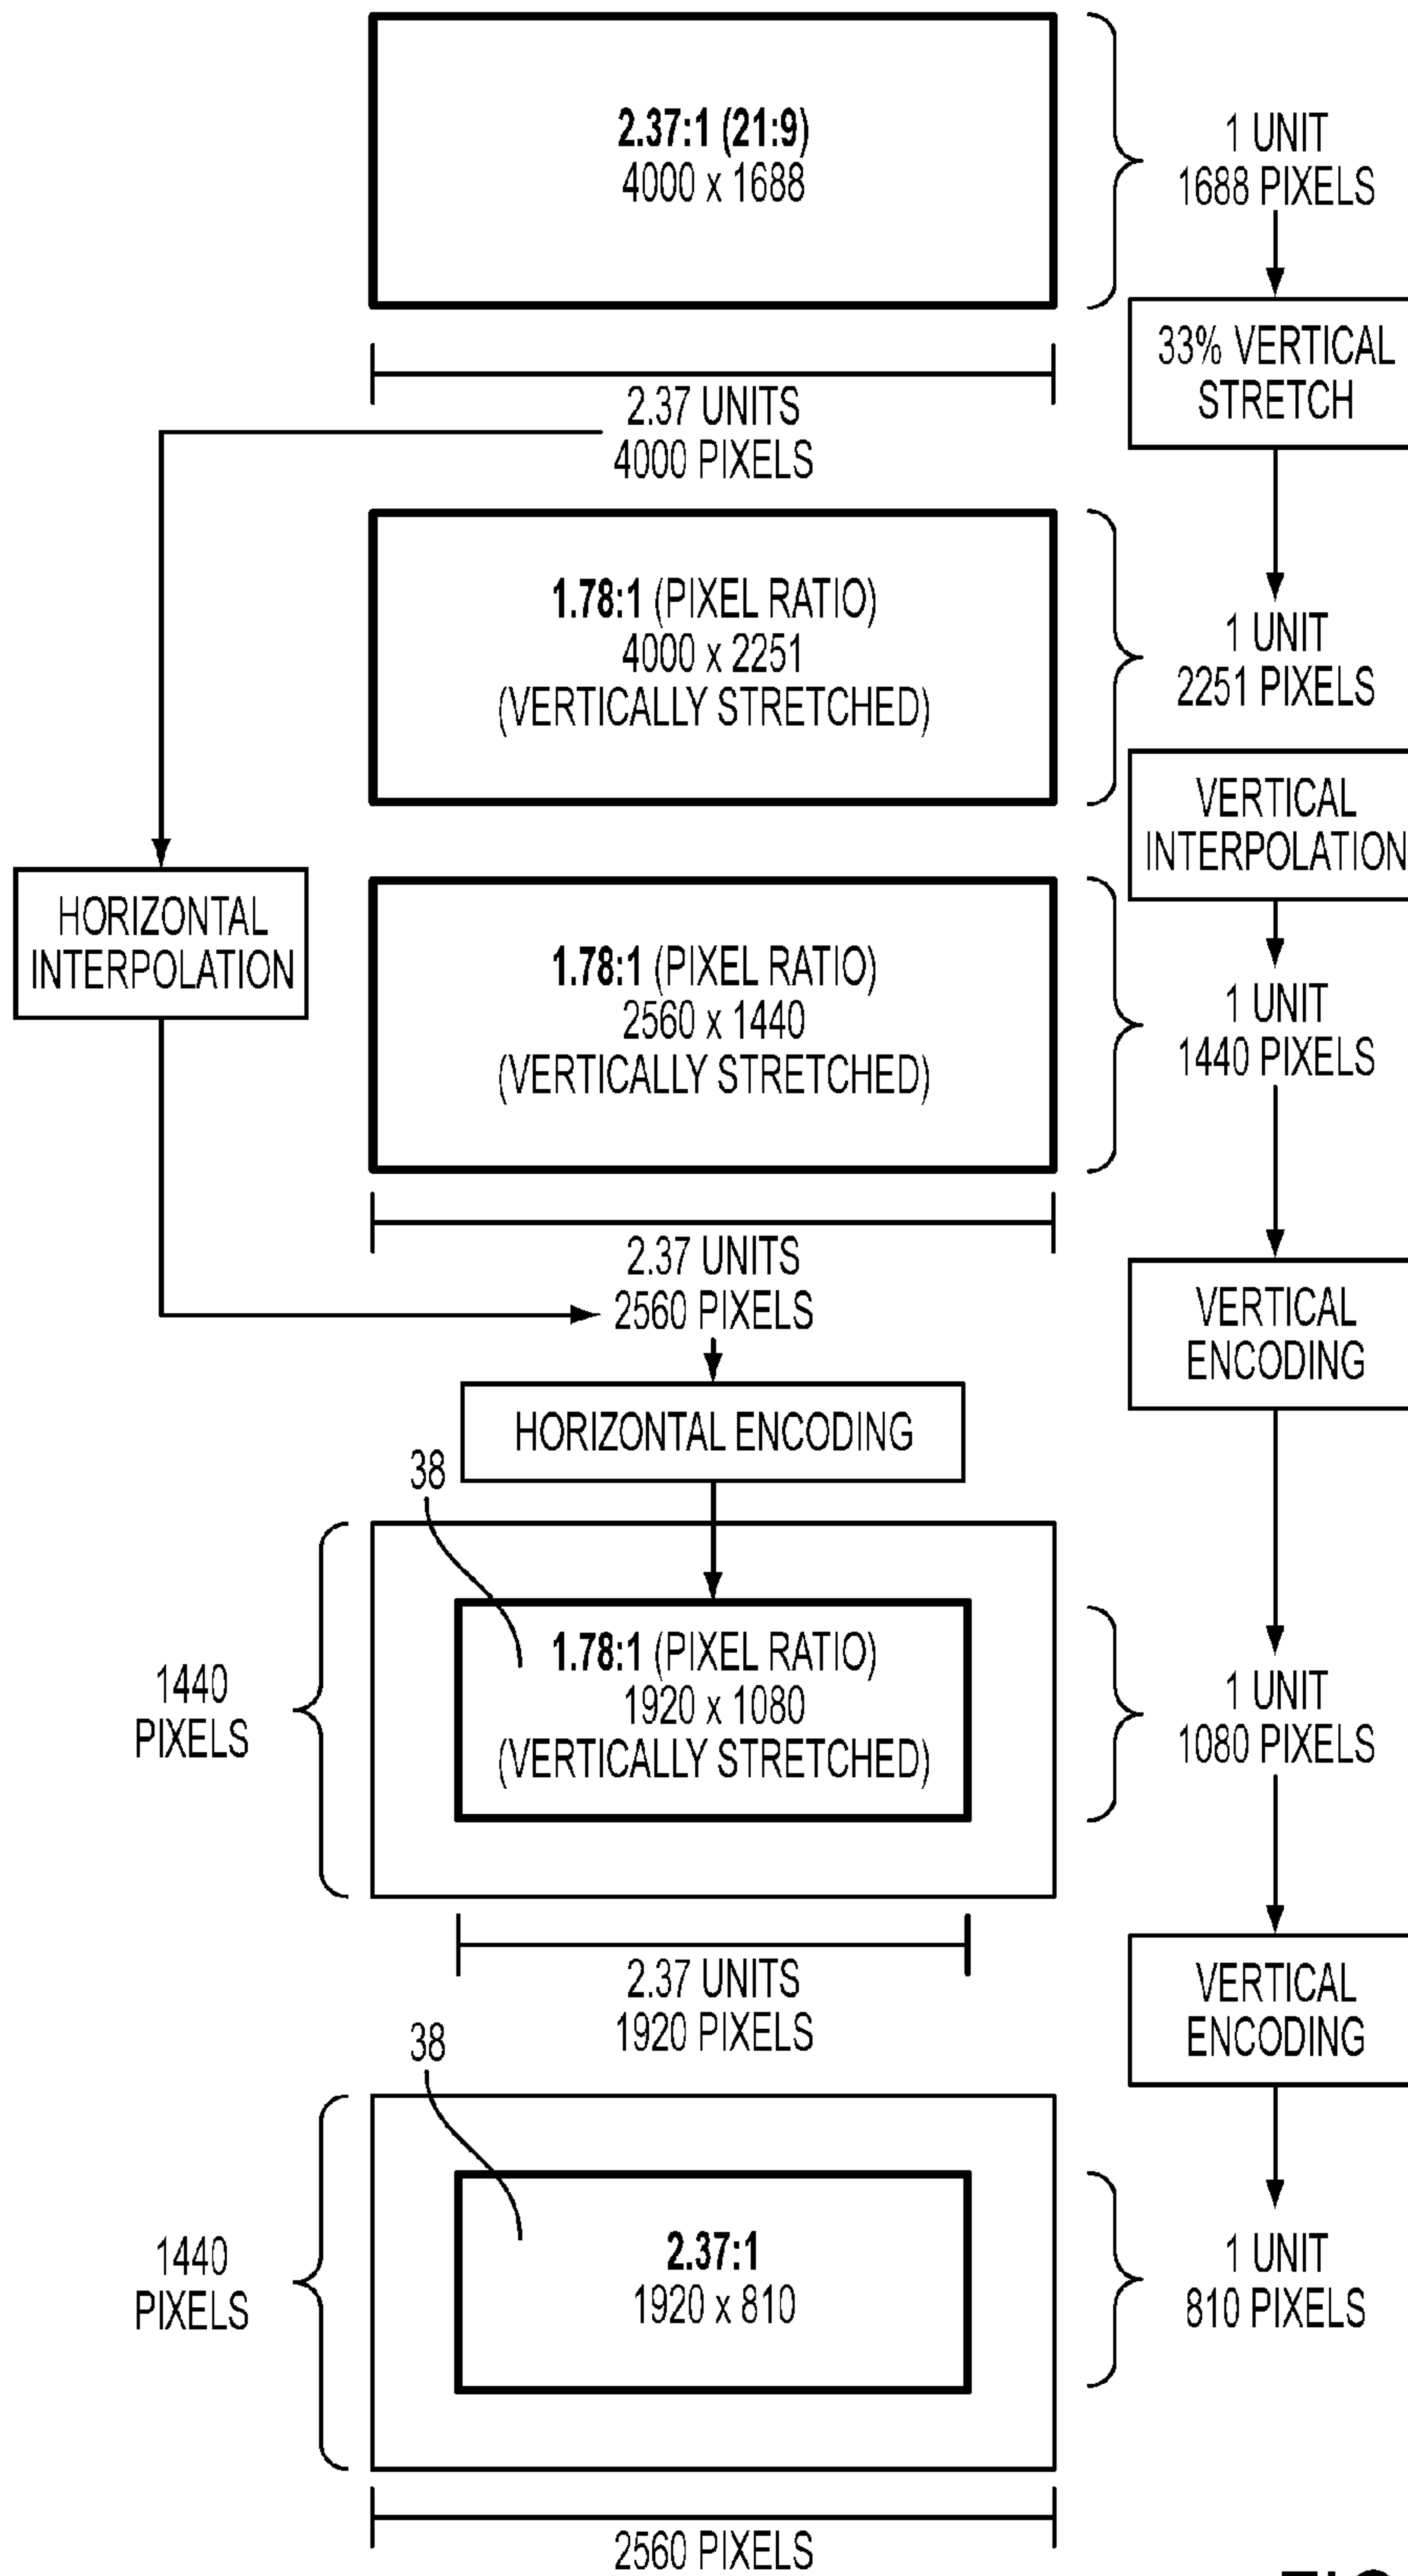 2.37:1 (21:9)
4000 x 1688
1 UNIT
1688 PIXELS
33% VERTICAL
STRETCH
2.37 UNITS
4000 PIXELS
1.78:1 (PIXEL RATIO)
4000 x 2251
(VERTICALLY STRETCHED)
1 UNIT
2251 PIXELS
VERTICAL
INTERPOLATION
HORIZONTAL
INTERPOLATION
1.78:1 (PIXEL RATIO)
2560 x 1440
(VERTICALLY STRETCHED)
1 UNIT
1440 PIXELS
2.37 UNITS
2560 PIXELS
VERTICAL
ENCODING
HORIZONTAL ENCODING
38
1440
PIXELS
1.78:1 (PIXEL RATIO)
1920 x 1080
(VERTICALLY STRETCHED)
1 UNIT
1080 PIXELS
2.37 UNITS
1920 PIXELS
VERTICAL
ENCODING
38
1440
PIXELS
2.37:1
1920 x 810
1 UNIT
810 PIXELS
2560 PIXELS